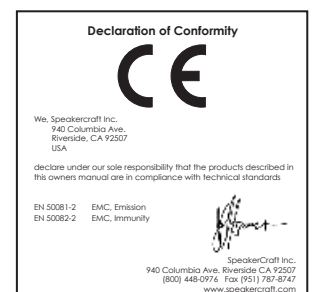 Declaration of Conformity
CE
We, Speakercraft Inc.
940 Columbia Ave.
Riverside, CA 92507
USA
declare under our sole responsibility that the products described in
this owners manual are in compliance with technical standards
EN 50081-2 EMC, Emission
EN 50082-2 EMC, Immunity
SpeakerCraft Inc.
940 Columbia Ave. Riverside CA 92507
(800) 448-0976 Fax (951) 787-8747
www.speakercraft.com